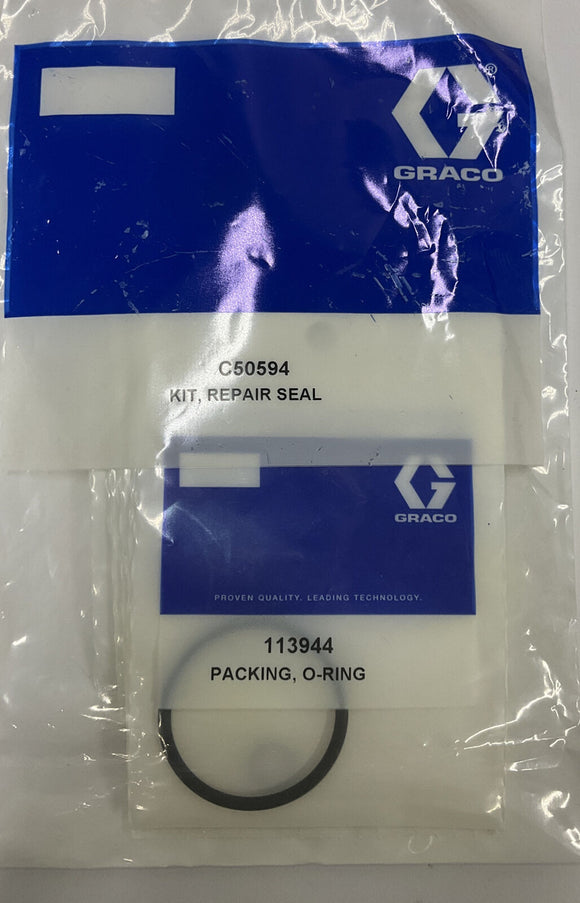 GRACO
C50594
KIT, REPAIR SEAL
GRACO
PROVEN QUALITY. LEADING TECHNOLOGY.
113944
PACKING, O-RING